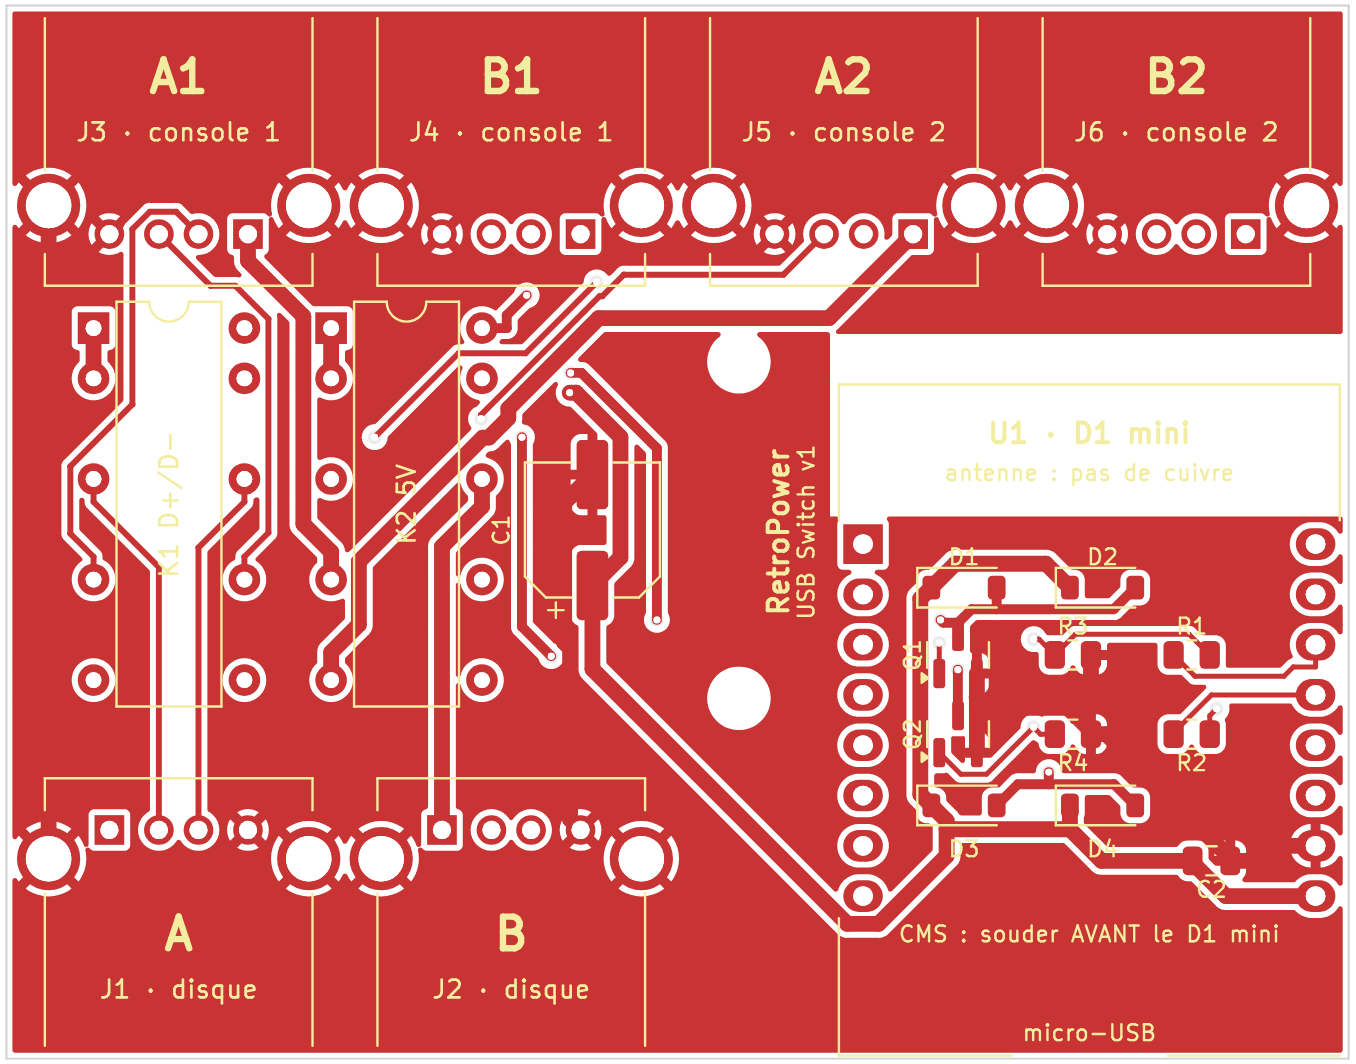 A1
B1
A2
B2
J3 · console 1
J4 · console 1
J5 · console 2
J6 · console 2
K1 D+/D-
K2 5V
C1
+
RetroPower
USB Switch v1
U1 · D1 mini
antenne : pas de cuivre
D1
D2
Q1
R3
R1
Q2
R4
R2
D3
D4
C2
CMS : souder AVANT le D1 mini
A
B
J1 · disque
J2 · disque
micro-USB